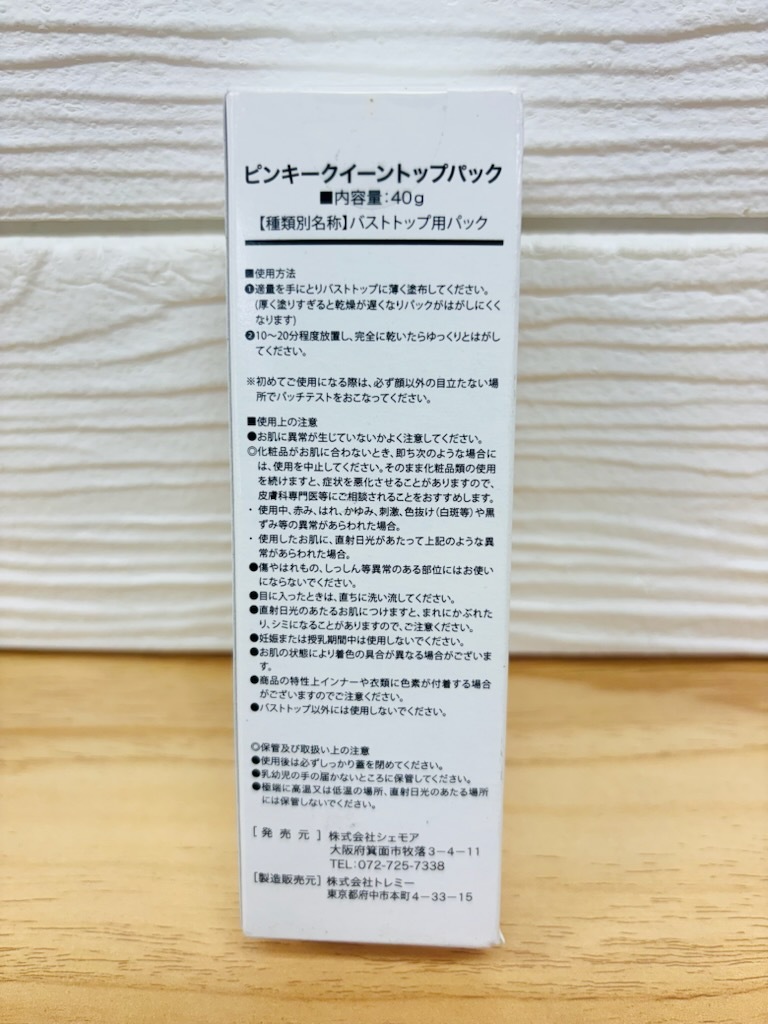 ピンキークイーントップパック
■内容量:40g
【種類別名称】バストトップ用パック
■使用方法
❶適量を手にとりバストトップに薄く塗布してください。
(厚く塗りすぎると乾燥が遅くなりパックがはがしにくく
なります)
❷10〜20分程度放置し、完全に乾いたらゆっくりとはがし
てください。
※初めてご使用になる際は、必ず顔以外の目立たない場
所でパッチテストをおこなってください。
■使用上の注意
●お肌に異常が生じていないかよく注意してください。
◎化粧品がお肌に合わないとき、即ち次のような場合に
は、使用を中止してください。そのまま化粧品類の使用
を続けますと、症状を悪化させることがありますので、
皮膚科専門医等にご相談されることをおすすめします。
・使用中、赤み、はれ、かゆみ、刺激、色抜け(白斑等)や黒
ずみ等の異常があらわれた場合。
・使用したお肌に、直射日光があたって上記のような異
常があらわれた場合。
●傷やはれもの、しっしん等異常のある部位にはお使い
にならないでください。
●目に入ったときは、直ちに洗い流してください。
●直射日光のあたるお肌につけますと、まれにかぶれた
り、シミになることがありますので、ご注意ください。
●妊娠または授乳期間中は使用しないでください。
●お肌の状態により着色の具合が異なる場合がございま
す。
●商品の特性上インナーや衣類に色素が付着する場合
がございますのでご注意ください。
●バストトップ以外には使用しないでください。
◎保管及び取扱い上の注意
●使用後は必ずしっかり蓋を閉めてください。
●乳幼児の手の届かないところに保管してください。
●極端に高温又は低温の場所、直射日光のあたる場所
には保管しないでください。
[発売元] 株式会社シェモア
大阪府箕面市牧落3-4-11
TEL:072-725-7338
[製造販売元] 株式会社トレミー
東京都府中市本町4-33-15